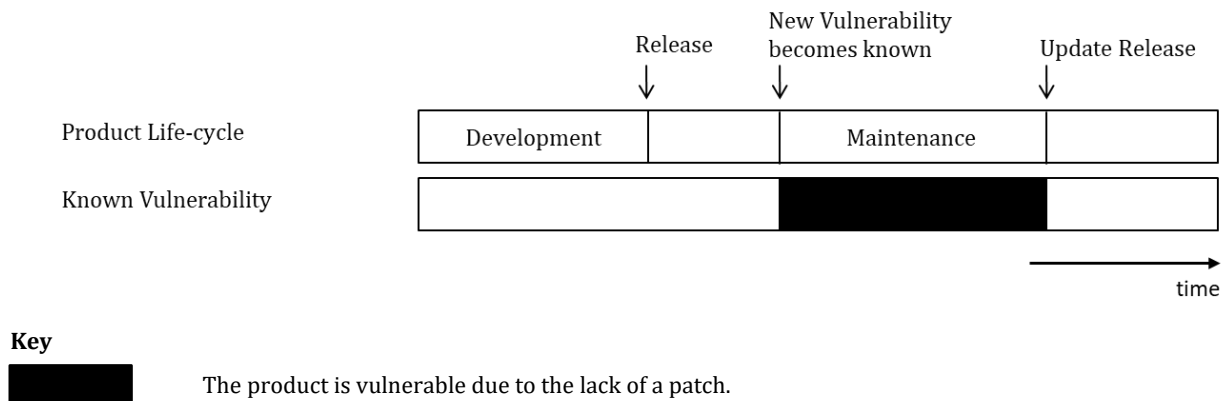 New Vulnerability
Release
becomes known
Update Release
Product Life-cycle
Development
Maintenance
Known Vulnerability
time
Key
The product is vulnerable due to the lack of a patch.